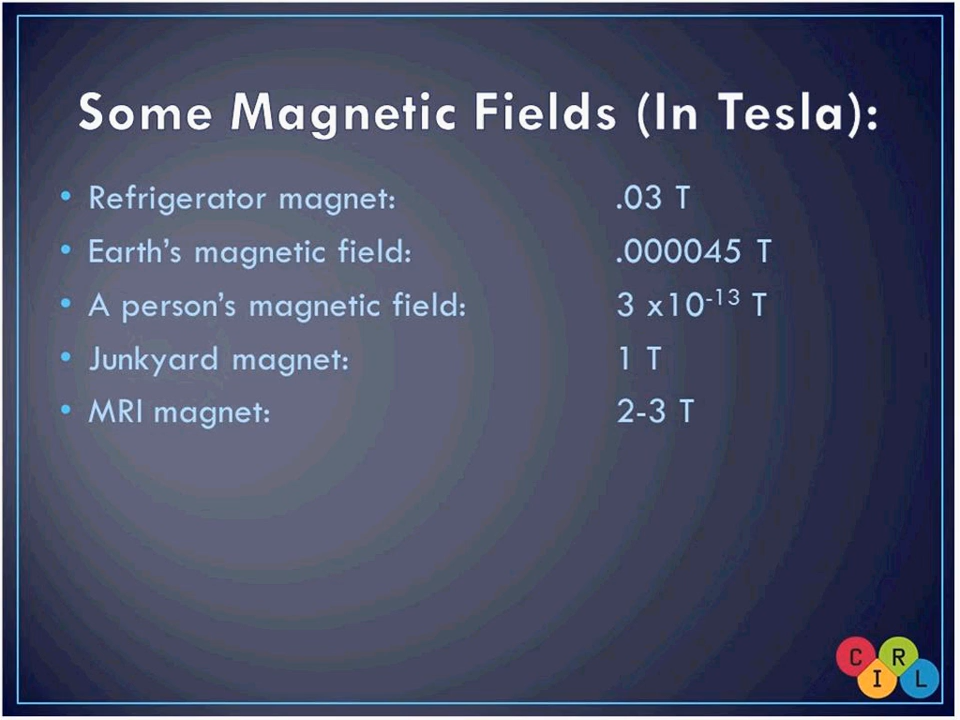 Some Magnetic Fields (In Tesla):
• Refrigerator magnet: .03 T
• Earth’s magnetic field: .000045 T
• A person’s magnetic field: 3 x10⁻¹³ T
• Junkyard magnet: 1 T
• MRI magnet: 2-3 T
C R
I L